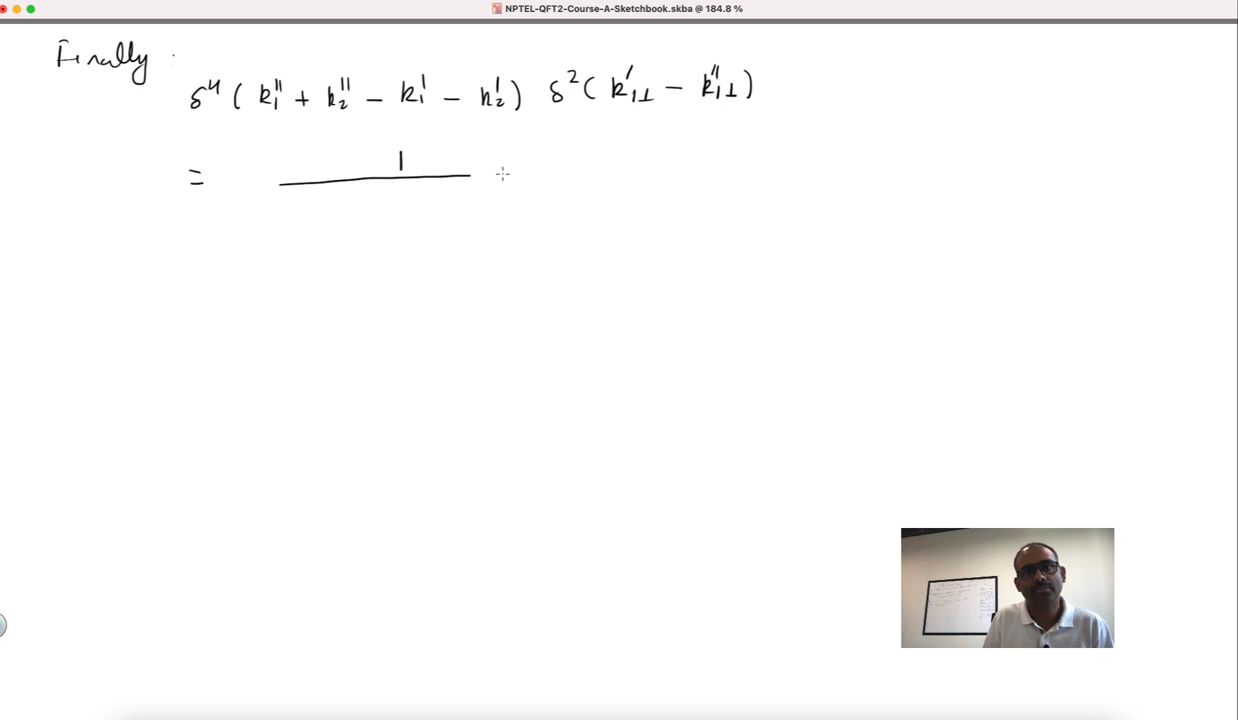 NPTEL-QFT2-Course-A-Sketchbook.skba @ 184.8 %
Finally :
δ⁴ ( k₁'' + k₂'' − k₁' − k₂' ) δ² ( k'₁⊥ − k''₁⊥ )
= 1 /